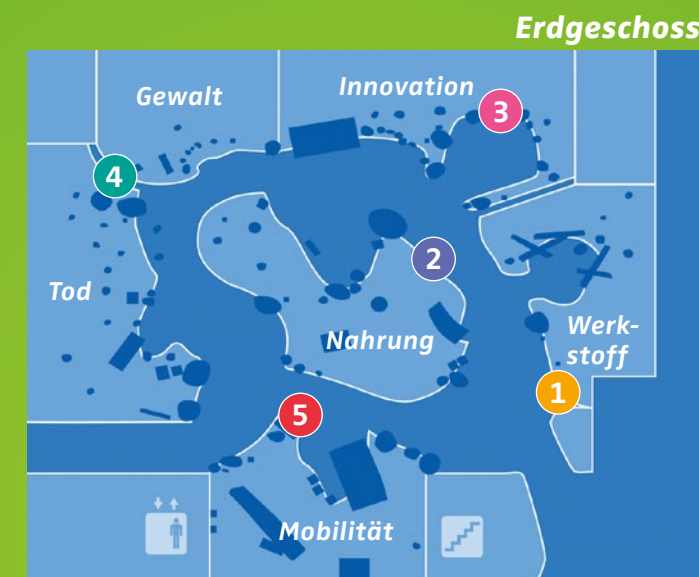 Erdgeschoss
Gewalt
Innovation
3
4
2
Tod
Nahrung
Werk-
stoff
1
5
Mobilität